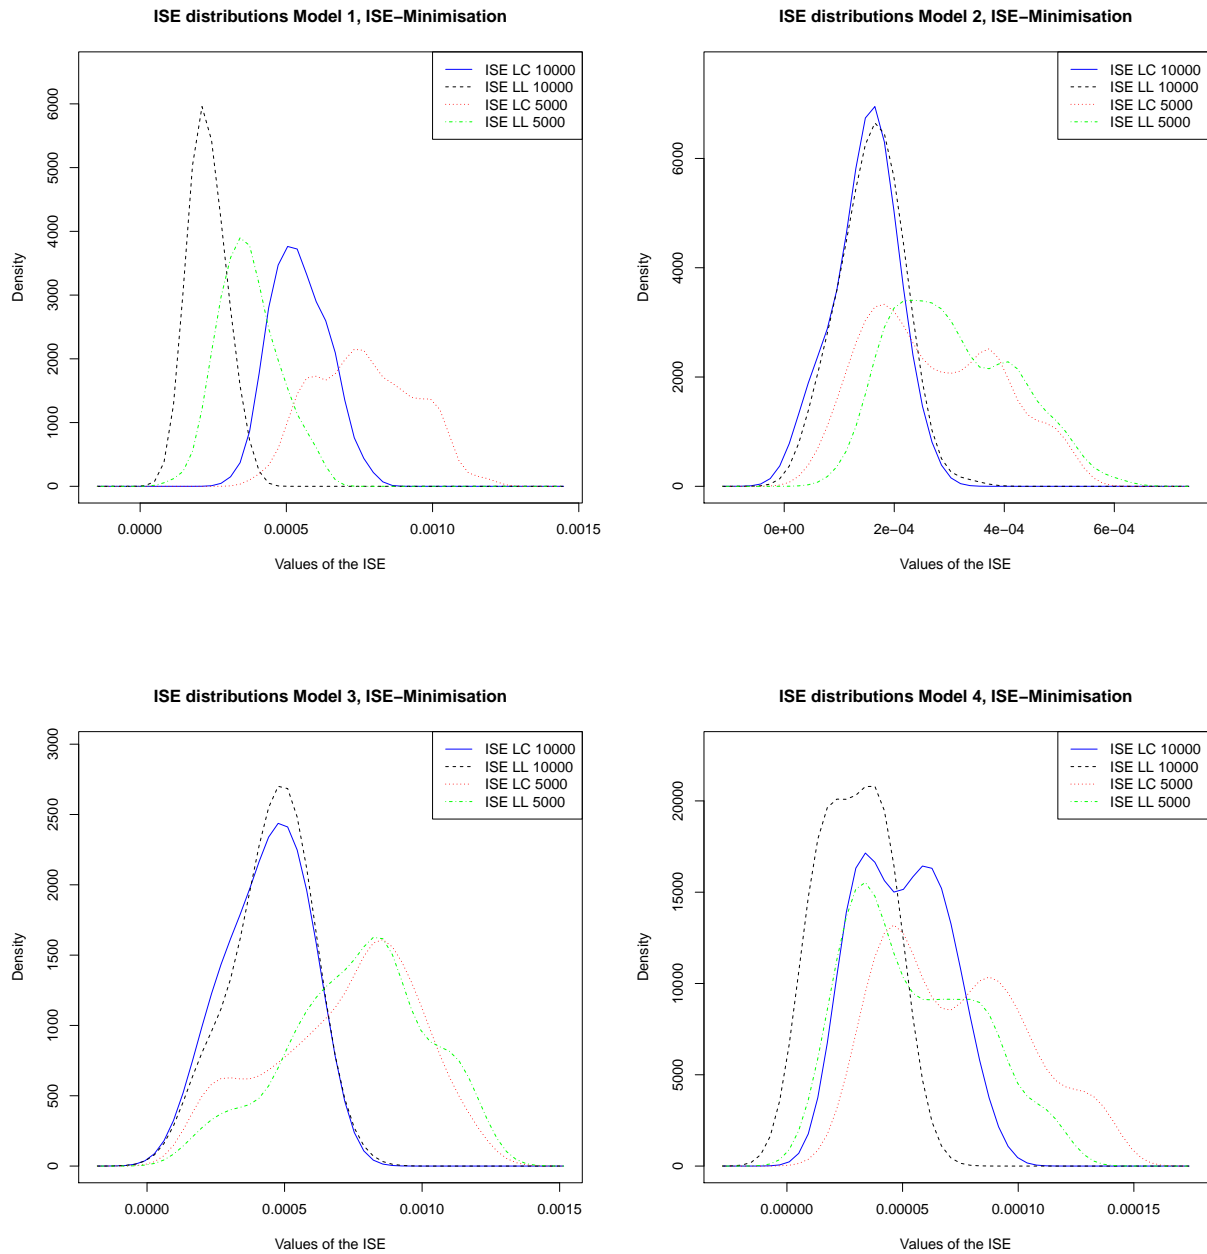 ISE distributions Model 1, ISE−Minimisation
ISE LC 10000
ISE LL 10000
ISE LC 5000
ISE LL 5000
Density
0
1000
2000
3000
4000
5000
6000
0.0000
0.0005
0.0010
0.0015
Values of the ISE
ISE distributions Model 2, ISE−Minimisation
ISE LC 10000
ISE LL 10000
ISE LC 5000
ISE LL 5000
Density
0
2000
4000
6000
0e+00
2e−04
4e−04
6e−04
Values of the ISE
ISE distributions Model 3, ISE−Minimisation
ISE LC 10000
ISE LL 10000
ISE LC 5000
ISE LL 5000
Density
0
500
1000
1500
2000
2500
3000
0.0000
0.0005
0.0010
0.0015
Values of the ISE
ISE distributions Model 4, ISE−Minimisation
ISE LC 10000
ISE LL 10000
ISE LC 5000
ISE LL 5000
Density
0
5000
10000
15000
20000
0.00000
0.00005
0.00010
0.00015
Values of the ISE